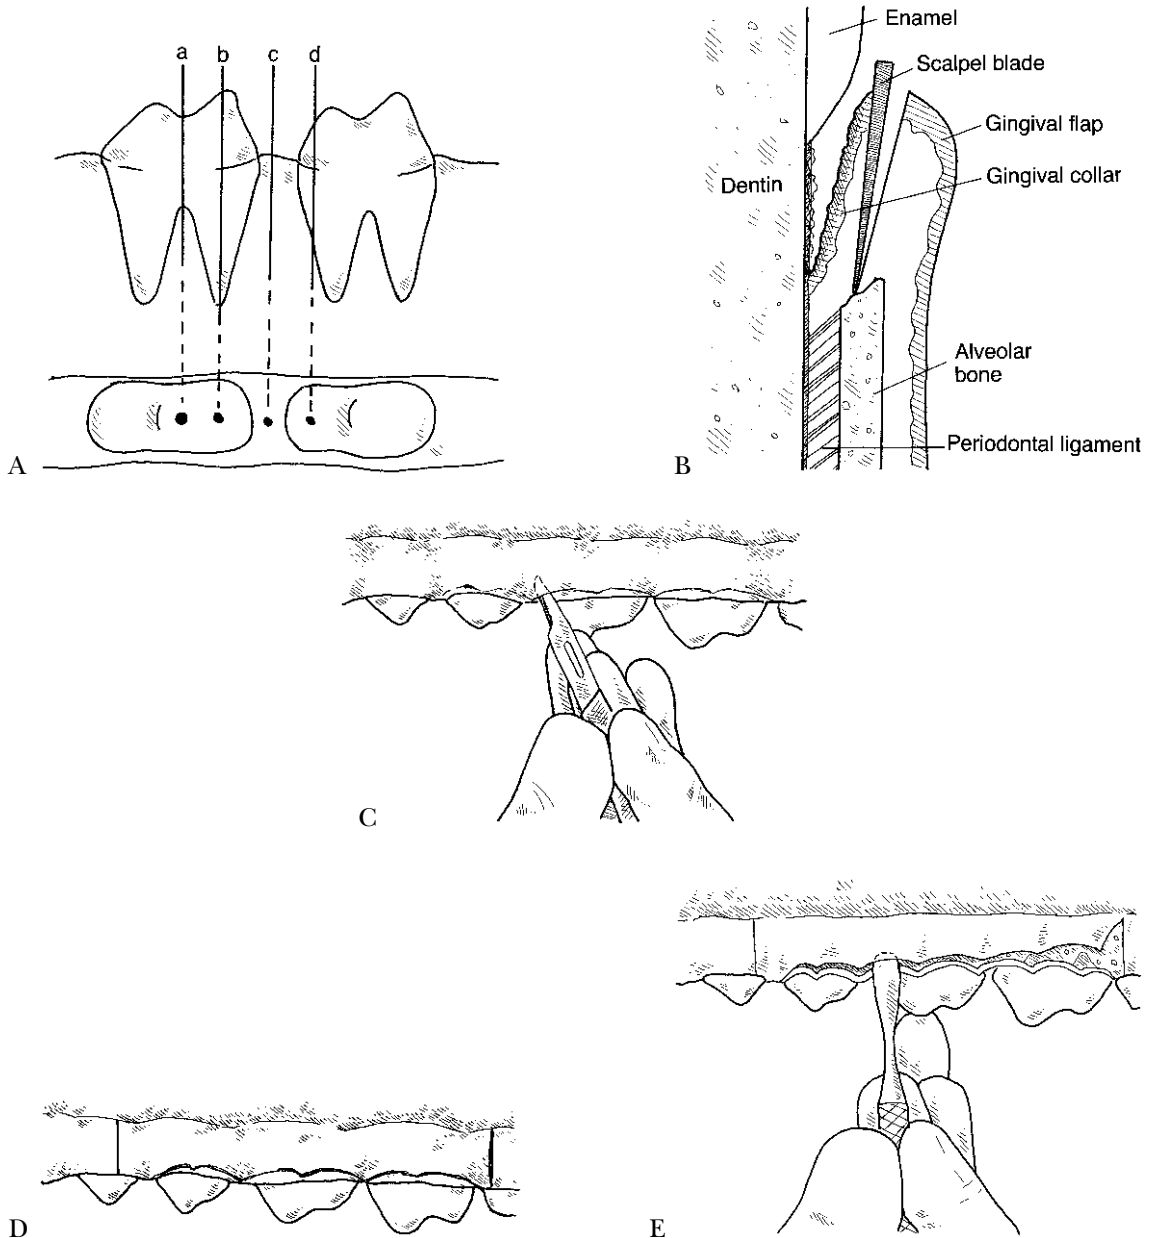 a b c d
A
Enamel
Scalpel blade
Gingival flap
Gingival collar
Dentin
Alveolar
bone
Periodontal ligament
B
C
D
E